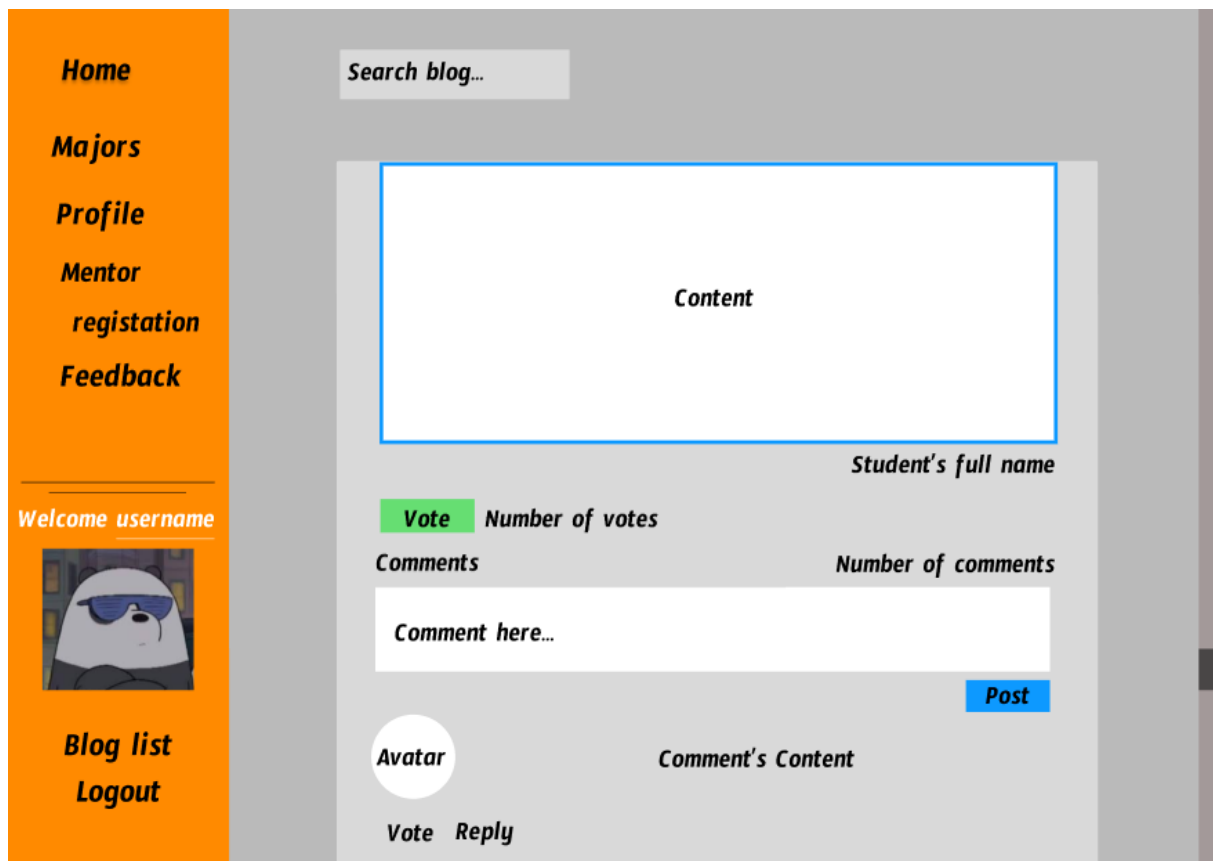 Home
Majors
Profile
Mentor
registation
Feedback
Welcome username
Blog list
Logout
Search blog...
Content
Student's full name
Vote Number of votes
Comments Number of comments
Comment here...
Post
Avatar Comment's Content
Vote Reply